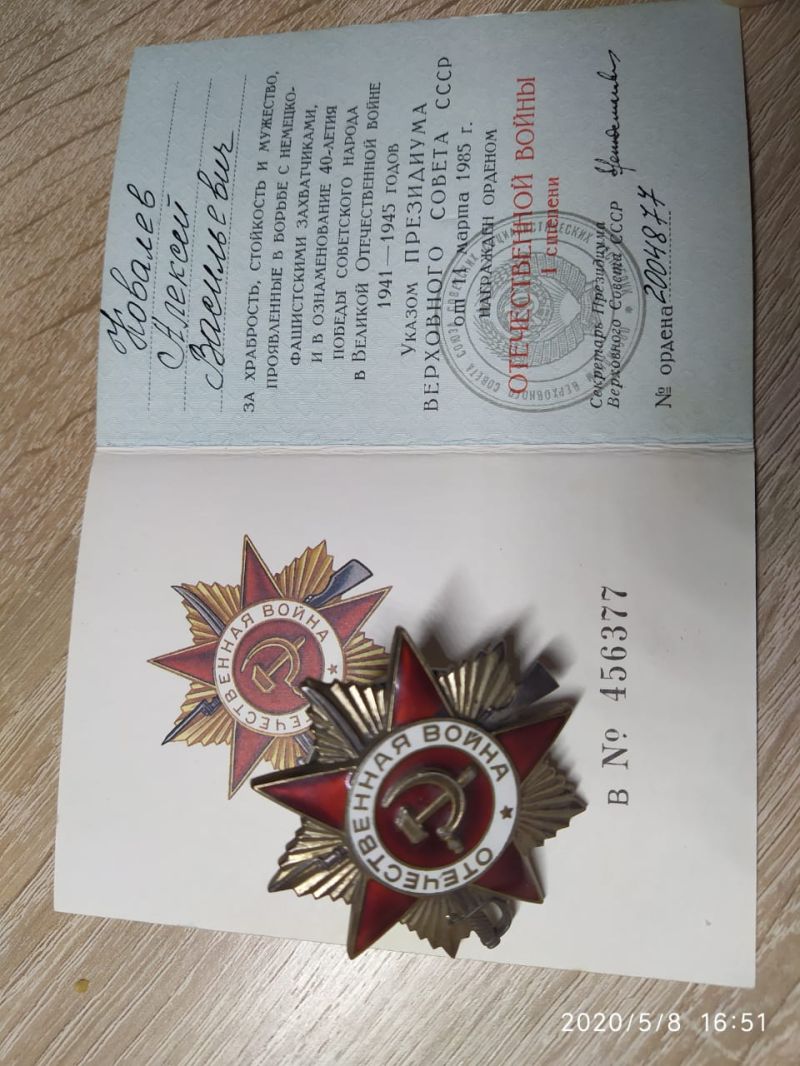 Ковалев
Алексей
Васильевич
ЗА ХРАБРОСТЬ, СТОЙКОСТЬ И МУЖЕСТВО,
ПРОЯВЛЕННЫЕ В БОРЬБЕ С НЕМЕЦКО-
ФАШИСТСКИМИ ЗАХВАТЧИКАМИ,
И В ОЗНАМЕНОВАНИЕ 40-ЛЕТИЯ
ПОБЕДЫ СОВЕТСКОГО НАРОДА
В ВЕЛИКОЙ ОТЕЧЕСТВЕННОЙ ВОЙНЕ
1941—1945 ГОДОВ
УКАЗОМ ПРЕЗИДИУМА
ВЕРХОВНОГО СОВЕТА СССР
от 11 марта 1985 г.
НАГРАЖДЕН ОРДЕНОМ
ОТЕЧЕСТВЕННОЙ ВОЙНЫ
I степени
Секретарь Президиума
Верховного Совета СССР
№ ордена 2004877
ОТЕЧЕСТВЕННАЯ ВОЙНА
ОТЕЧЕСТВЕННАЯ ВОЙНА
В № 456377
2020/5/8 16:51